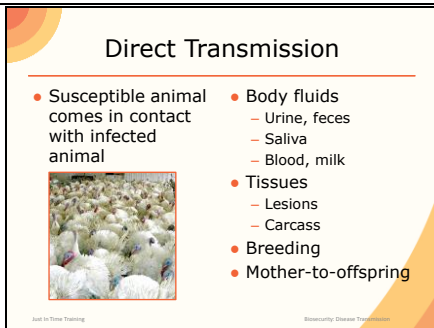 Direct Transmission
● Susceptible animal
comes in contact
with infected
animal
● Body fluids
– Urine, feces
– Saliva
– Blood, milk
● Tissues
– Lesions
– Carcass
● Breeding
● Mother-to-offspring
Just In Time Training
Biosecurity: Disease Transmission